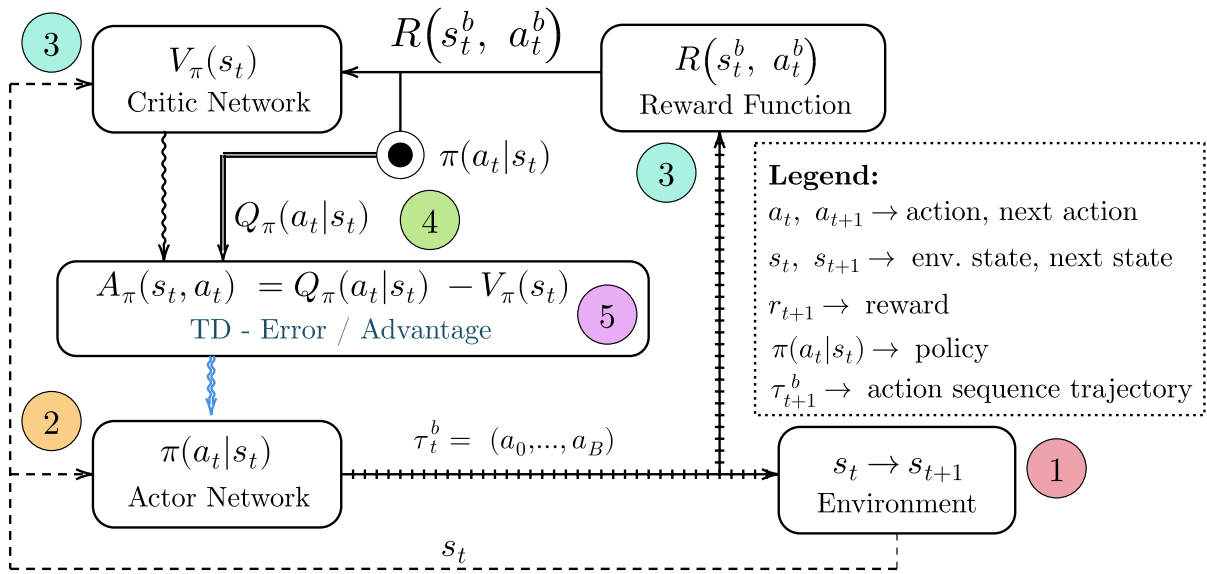 3
V_π(s_t)
Critic Network
R(s_t^b, a_t^b)
R(s_t^b, a_t^b)
Reward Function
π(a_t|s_t)
3
Q_π(a_t|s_t)
4
A_π(s_t, a_t) = Q_π(a_t|s_t) − V_π(s_t)
TD - Error / Advantage
5
Legend:
a_t, a_{t+1} → action, next action
s_t, s_{t+1} → env. state, next state
r_{t+1} → reward
π(a_t|s_t) → policy
τ_{t+1}^b → action sequence trajectory
2
π(a_t|s_t)
Actor Network
τ_t^b = (a_0,..., a_B)
s_t → s_{t+1}
Environment
1
s_t